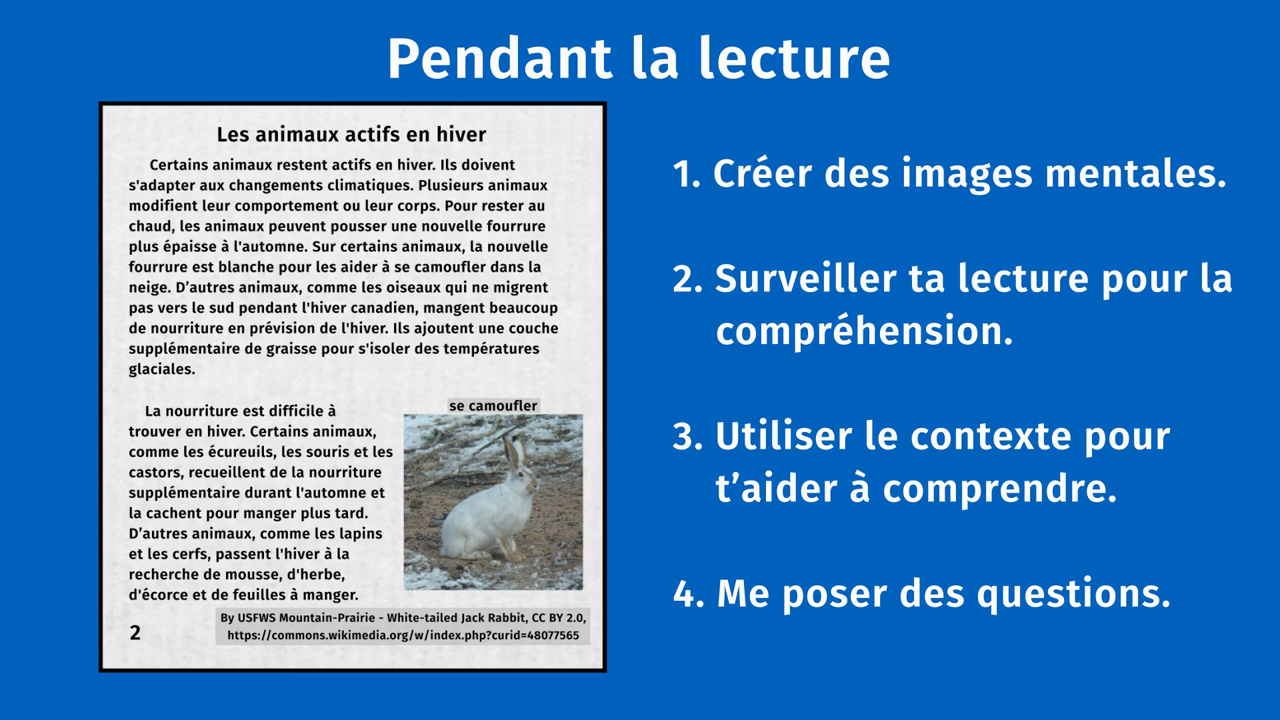 Pendant la lecture
Les animaux actifs en hiver
Certains animaux restent actifs en hiver. Ils doivent
s'adapter aux changements climatiques. Plusieurs animaux
modifient leur comportement ou leur corps. Pour rester au
chaud, les animaux peuvent pousser une nouvelle fourrure
plus épaisse à l'automne. Sur certains animaux, la nouvelle
fourrure est blanche pour les aider à se camoufler dans la
neige. D’autres animaux, comme les oiseaux qui ne migrent
pas vers le sud pendant l'hiver canadien, mangent beaucoup
de nourriture en prévision de l'hiver. Ils ajoutent une couche
supplémentaire de graisse pour s'isoler des températures
glaciales.
La nourriture est difficile à
trouver en hiver. Certains animaux,
comme les écureuils, les souris et les
castors, recueillent de la nourriture
supplémentaire durant l'automne et
la cachent pour manger plus tard.
D’autres animaux, comme les lapins
et les cerfs, passent l'hiver à la
recherche de mousse, d'herbe,
d'écorce et de feuilles à manger.
se camoufler
By USFWS Mountain-Prairie - White-tailed Jack Rabbit, CC BY 2.0,
https://commons.wikimedia.org/w/index.php?curid=48077565
2
1. Créer des images mentales.
2. Surveiller ta lecture pour la
compréhension.
3. Utiliser le contexte pour
t’aider à comprendre.
4. Me poser des questions.